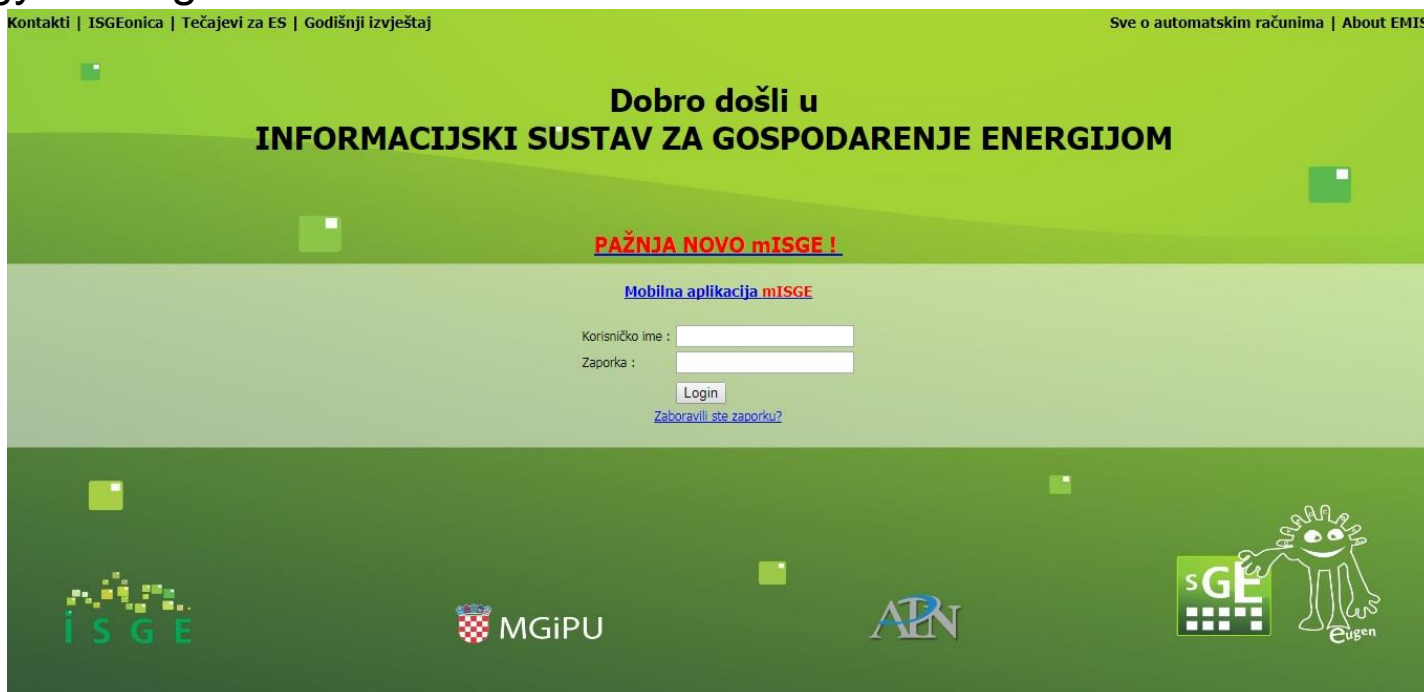 Kontakti | ISGEonica | Tečajevi za ES | Godišnji izvještaj
Sve o automatskim računima | About EMIS
Dobro došli u
INFORMACIJSKI SUSTAV ZA GOSPODARENJE ENERGIJOM
PAŽNJA NOVO mISGE !
Mobilna aplikacija mISGE
Korisničko ime :
Zaporka :
Login
Zaboravili ste zaporku?
ISGE
MGiPU
APN
sGE
eugen